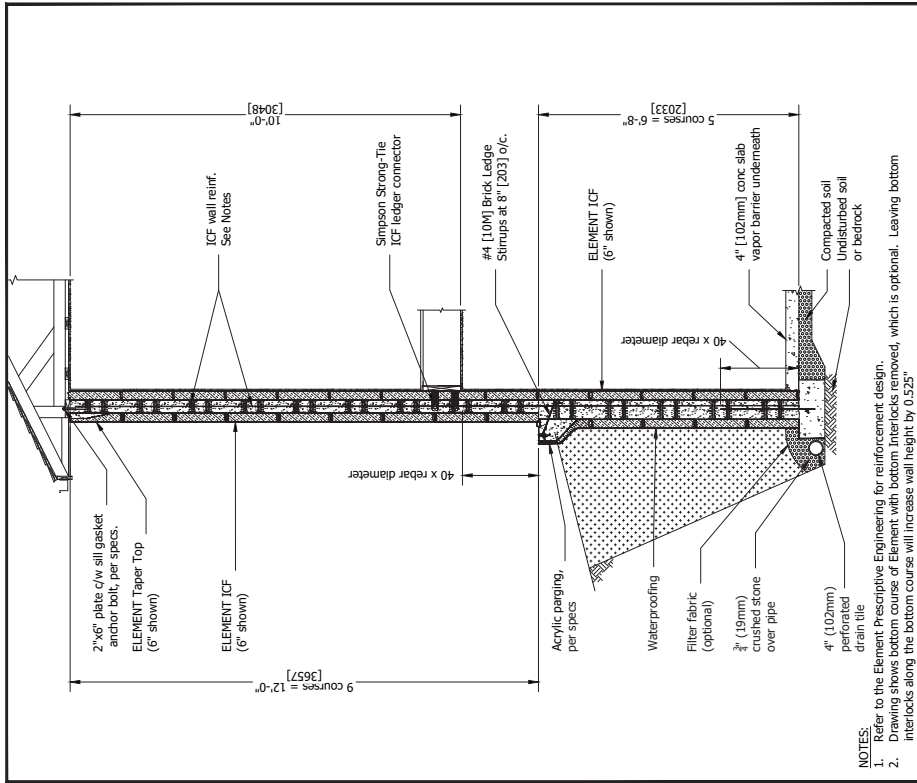 2"x6" plate c/w sill gasket
anchor bolt, per specs.
ELEMENT Taper Top
(6" shown)
ELEMENT ICF
(6" shown)
9 courses = 12'-0"
[3657]
40 x rebar diameter
Acrylic parging,
per specs
Waterproofing
Filter fabric
(optional)
¾" (19mm)
crushed stone
over pipe
4" (102mm)
perforated
drain tile
10'-0"
[3048]
ICF wall reinf.
See Notes
Simpson Strong-Tie
ICF ledger connector
#4 [10M] Brick Ledge
Stirrups at 8" [203] o/c.
5 courses = 6'-8"
[2033]
ELEMENT ICF
(6" shown)
40 x rebar diameter
4" [102mm] conc slab
vapor barrier underneath
Compacted soil
Undisturbed soil
or bedrock
NOTES:
1. Refer to the Element Prescriptive Engineering for reinforcement design.
2. Drawing shows bottom course of Element with bottom Interlocks removed, which is optional. Leaving bottom
interlocks along the bottom course will increase wall height by 0.525"